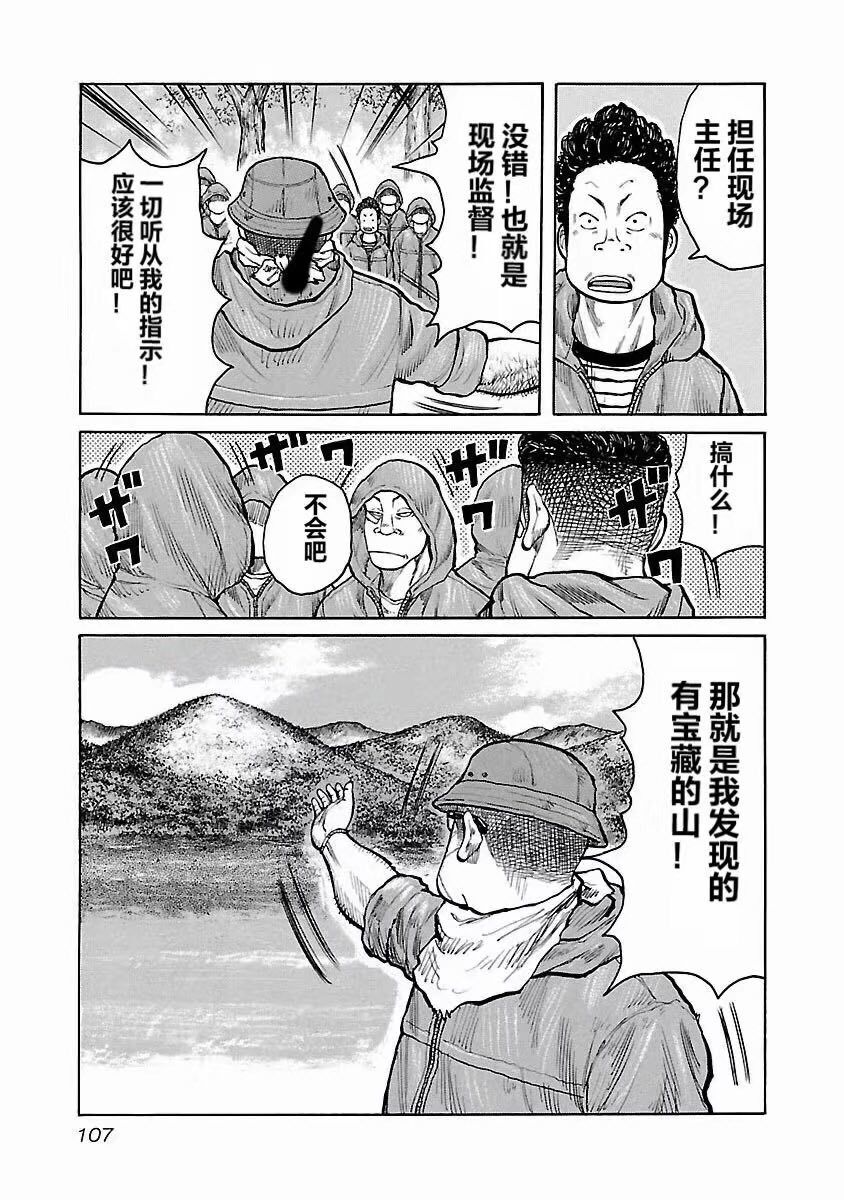 担任现场
主任？
没错！也就是
现场监督！
一切听从我的指示！
应该很好吧！
搞什么！
ザワ
ザワ
不会吧
ザワ
ザワ
那就是我发现的
有宝藏的山！
107